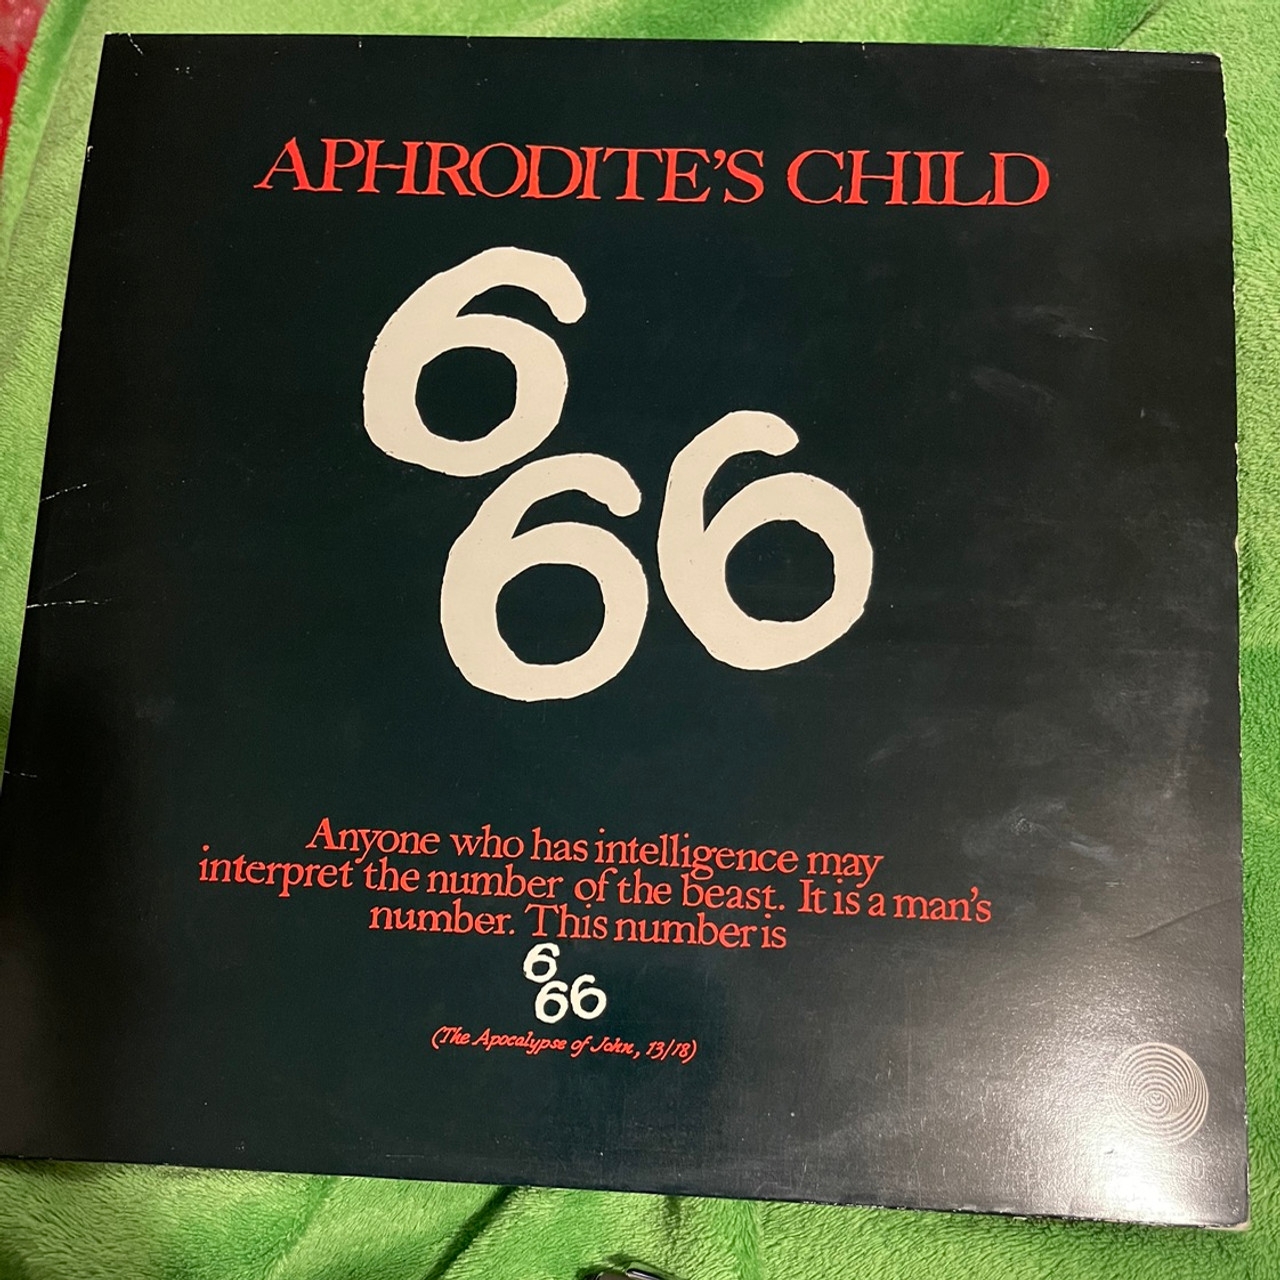 APHRODITE'S CHILD
6
66
Anyone who has intelligence may
interpret the number of the beast. It is a man's
number. This number is
6
66
(The Apocalypse of John, 13/18)